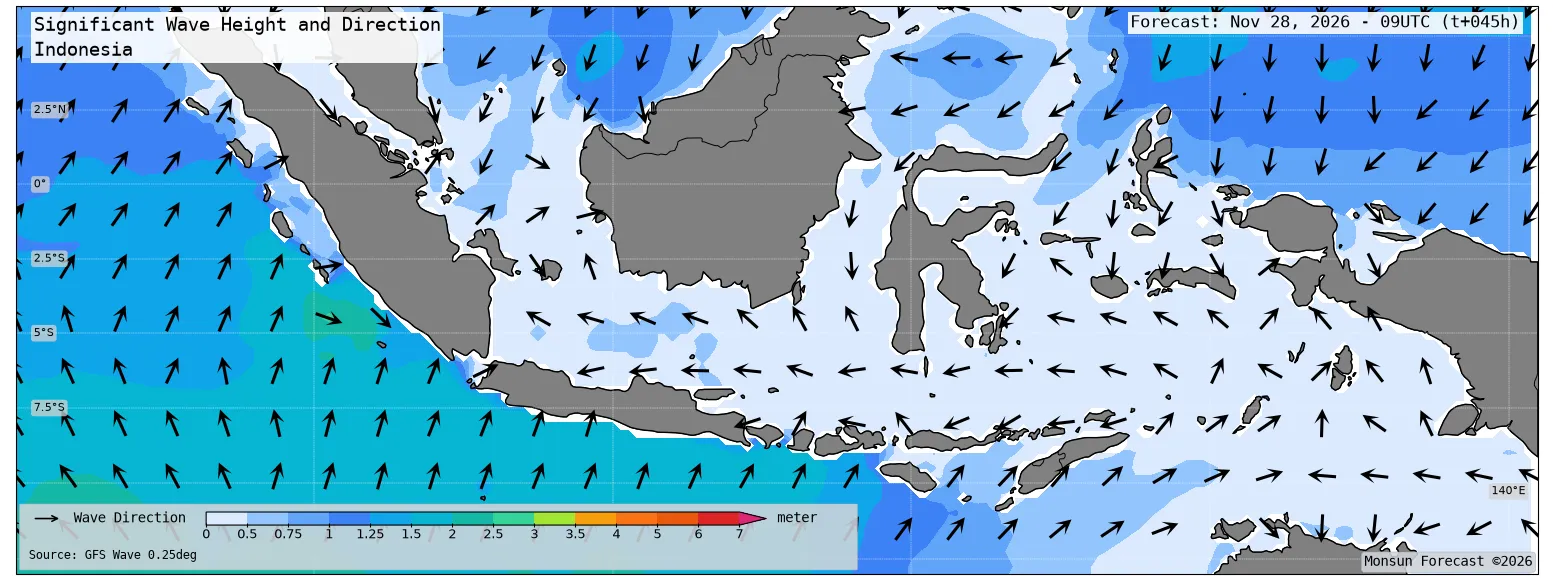 Significant Wave Height and Direction
Indonesia
Forecast: Nov 28, 2026 - 09UTC (t+045h)
2.5°N
0°
2.5°S
5°S
7.5°S
140°E
Wave Direction
0 0.5 0.75 1 1.25 1.5 2 2.5 3 3.5 4 5 6 7
meter
Source: GFS Wave 0.25deg
Monsun Forecast ©2026